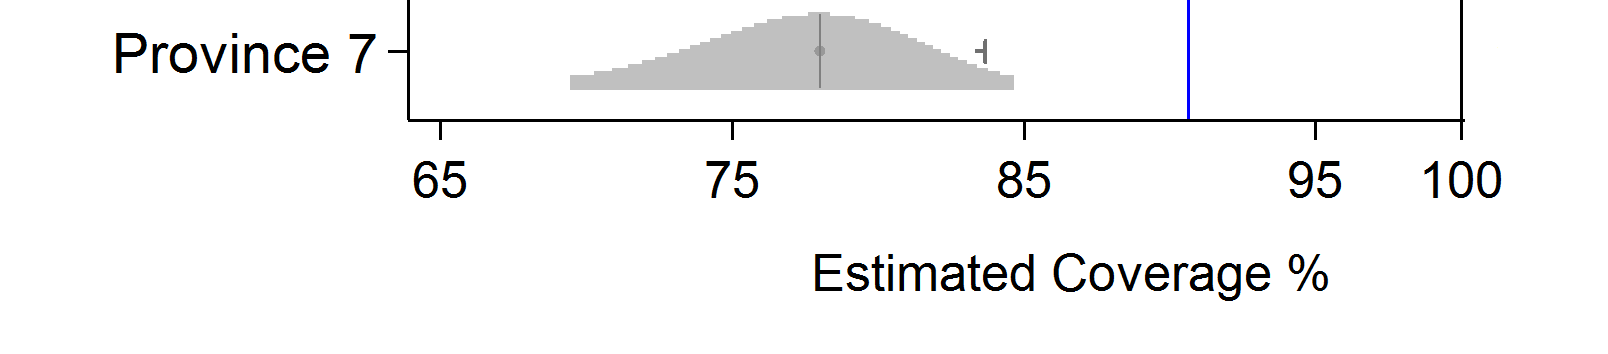 Province 7
65 75 85 95 100
Estimated Coverage %